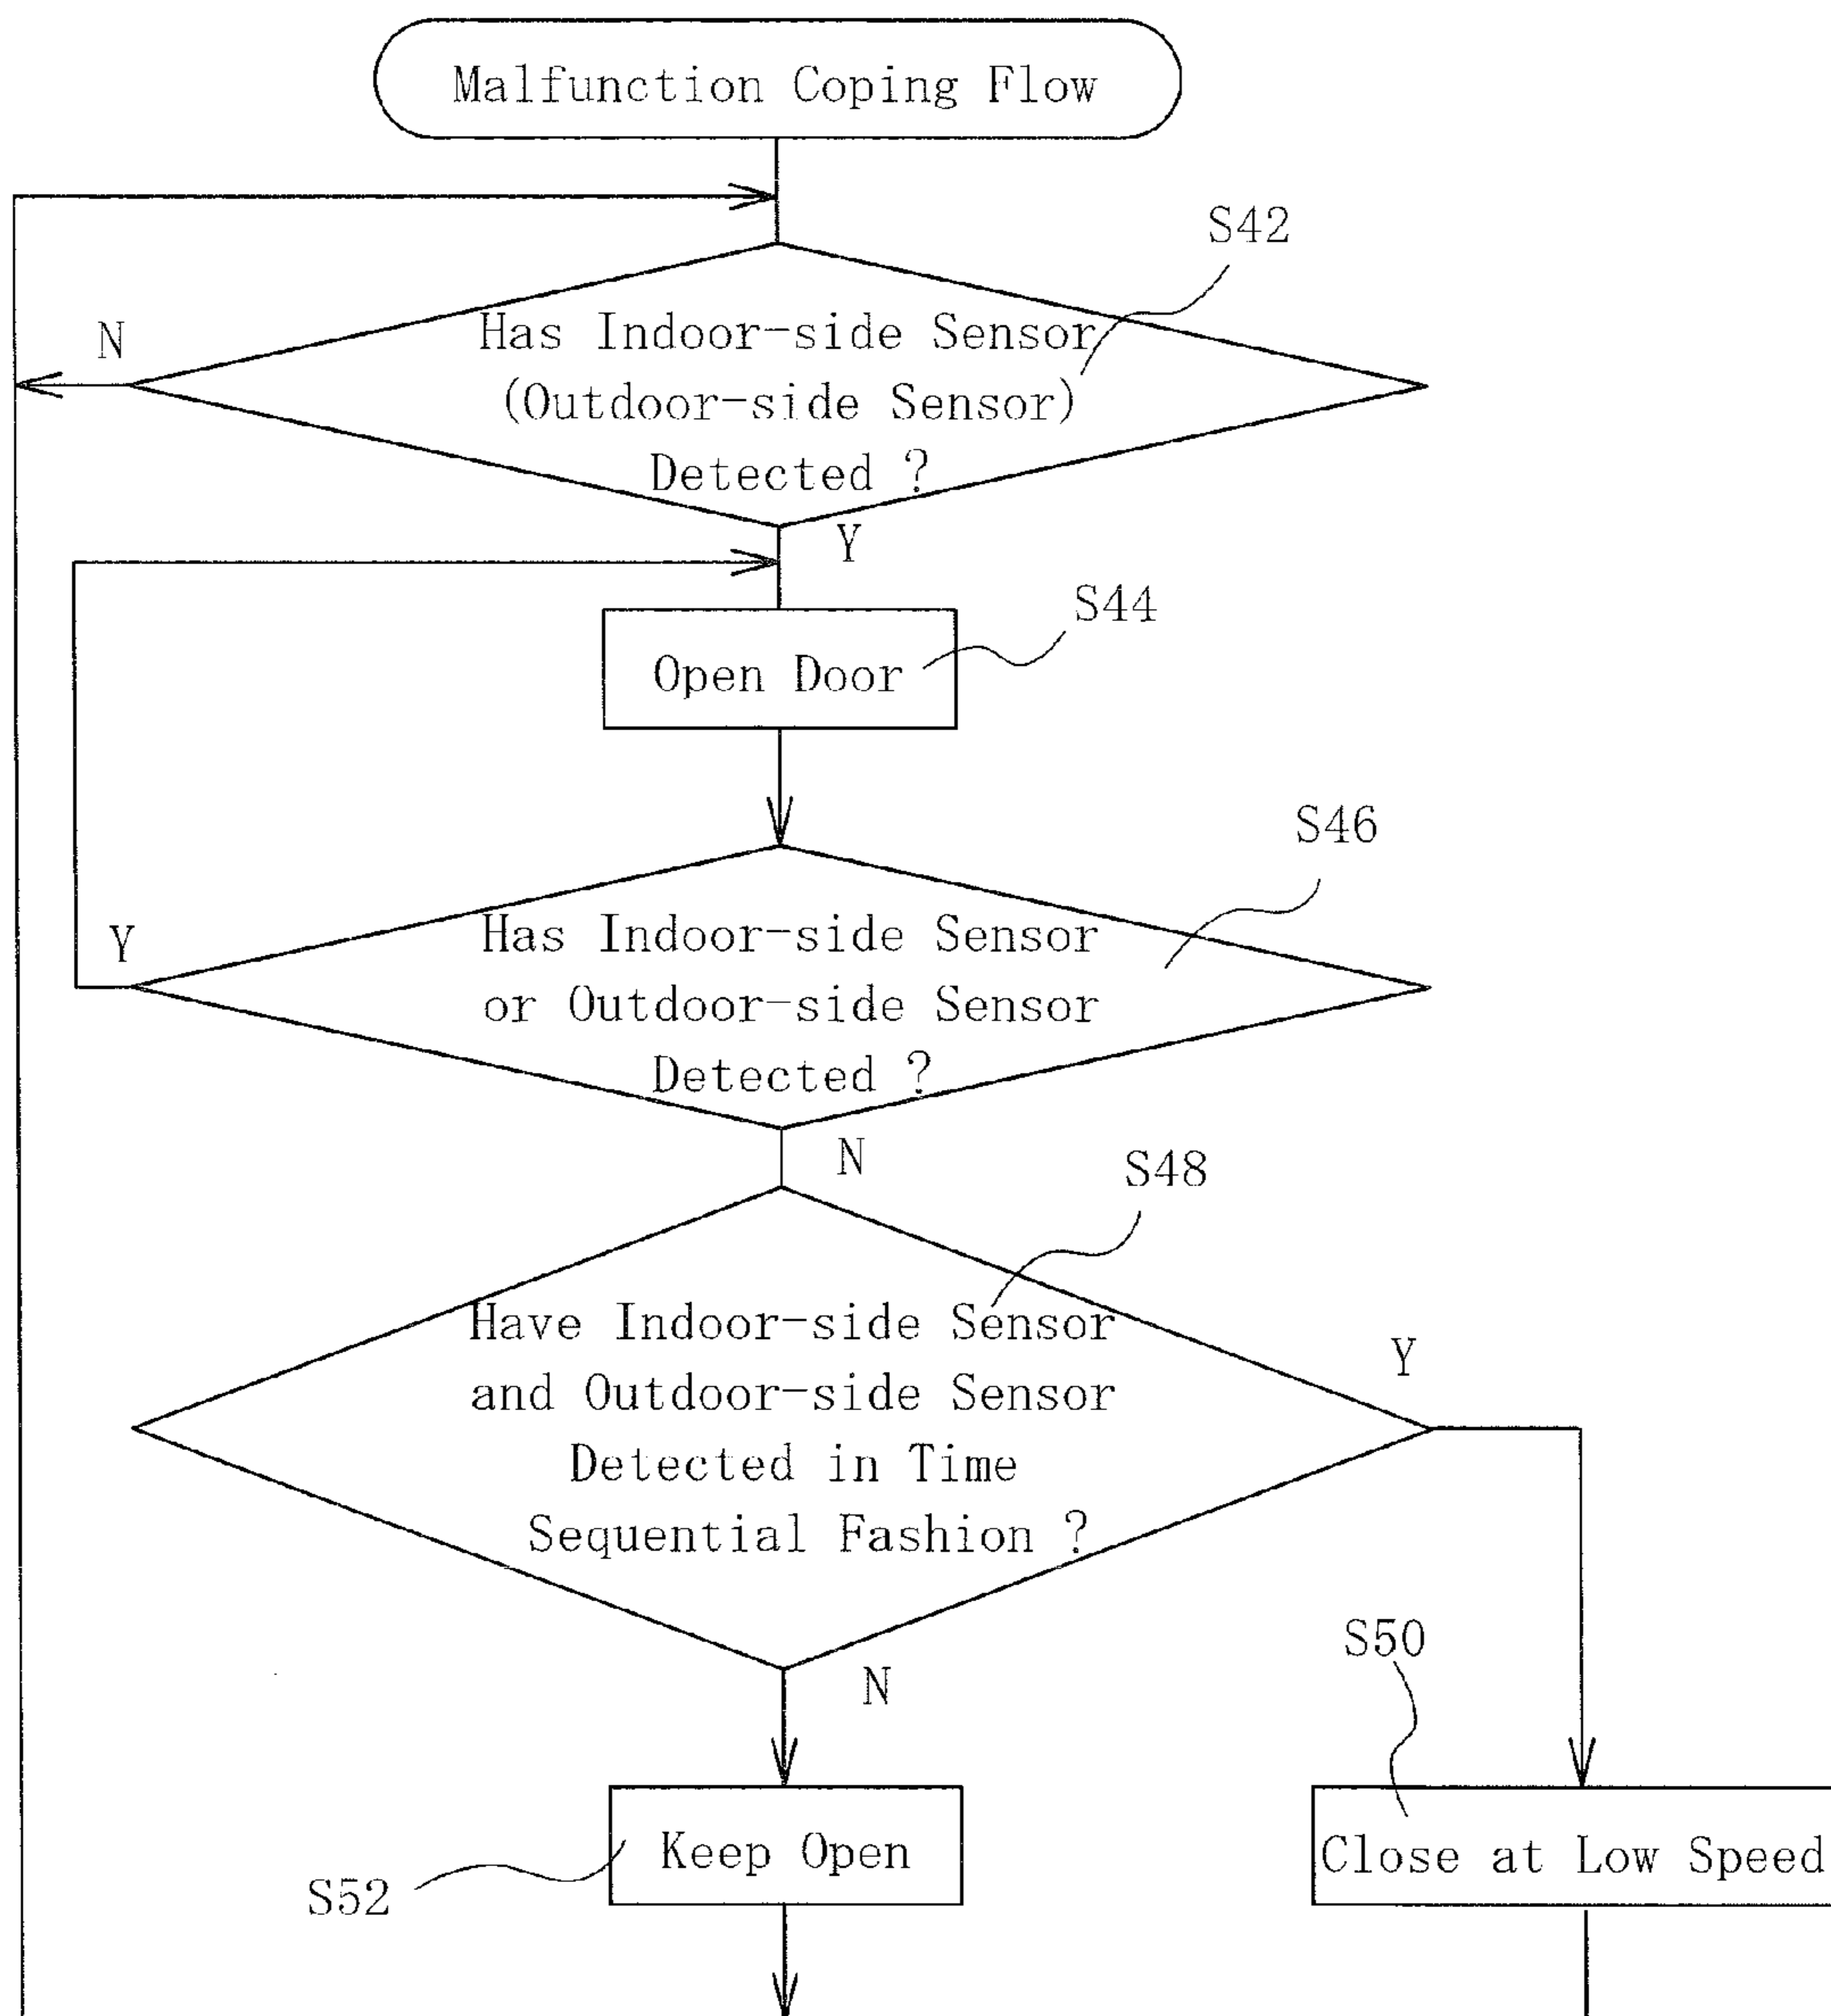 Malfunction Coping Flow
S42
N
Has Indoor-side Sensor
(Outdoor-side Sensor)
Detected ?
Y
S44
Open Door
S46
Y
Has Indoor-side Sensor
or Outdoor-side Sensor
Detected ?
N
S48
Have Indoor-side Sensor
and Outdoor-side Sensor
Detected in Time
Sequential Fashion ?
Y
N
S50
Keep Open
Close at Low Speed
S52